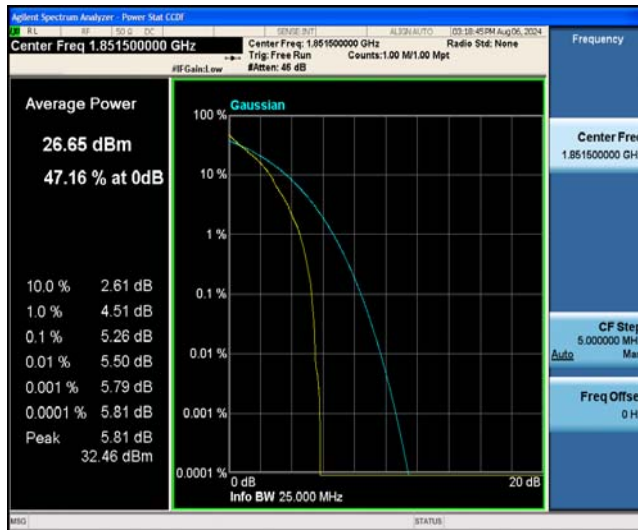 Agilent Spectrum Analyzer - Power Stat CCDF
RL RF 50 Ω DC SENSE:INT ALIGN AUTO 03:18:45 PM Aug 06, 2024
Center Freq 1.851500000 GHz
Center Freq: 1.851500000 GHz Radio Std: None
Trig: Free Run Counts:1.00 M/1.00 Mpt
#IFGain:Low #Atten: 46 dB
Frequency
Average Power
26.65 dBm
47.16 % at 0dB
10.0 % 2.61 dB
1.0 % 4.51 dB
0.1 % 5.26 dB
0.01 % 5.50 dB
0.001 % 5.79 dB
0.0001 % 5.81 dB
Peak 5.81 dB
32.46 dBm
Gaussian
100 %
10 %
1 %
0.1 %
0.01 %
0.001 %
0.0001 %
0 dB 20 dB
Info BW 25.000 MHz
Center Fre
1.851500000 GH
CF Step
5.000000 MH
Auto Ma
Freq Offse
0 H
MSG STATUS